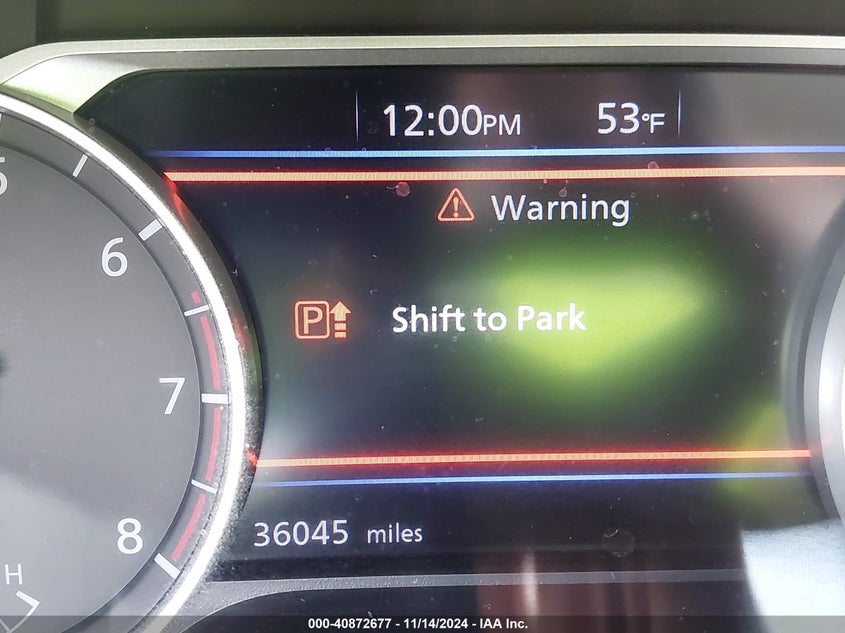 12:00PM 53°F
Warning
P Shift to Park
5
6
7
8
H
36045 miles
000-40872677 - 11/14/2024 - IAA Inc.